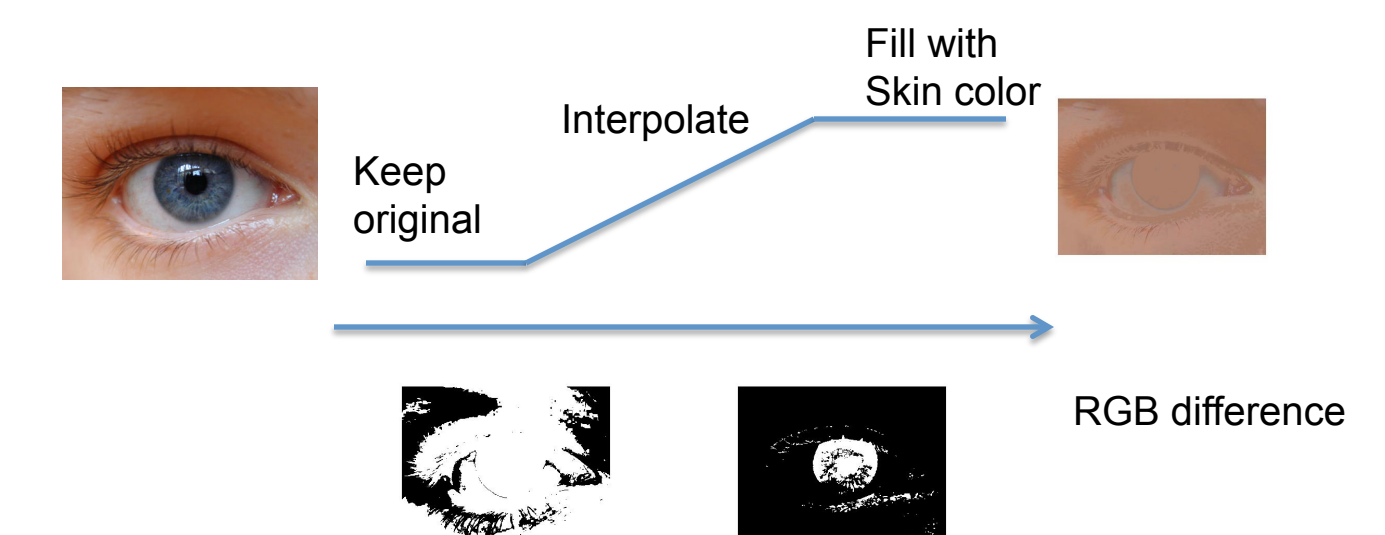 Fill with
Skin color
Interpolate
Keep
original
RGB difference